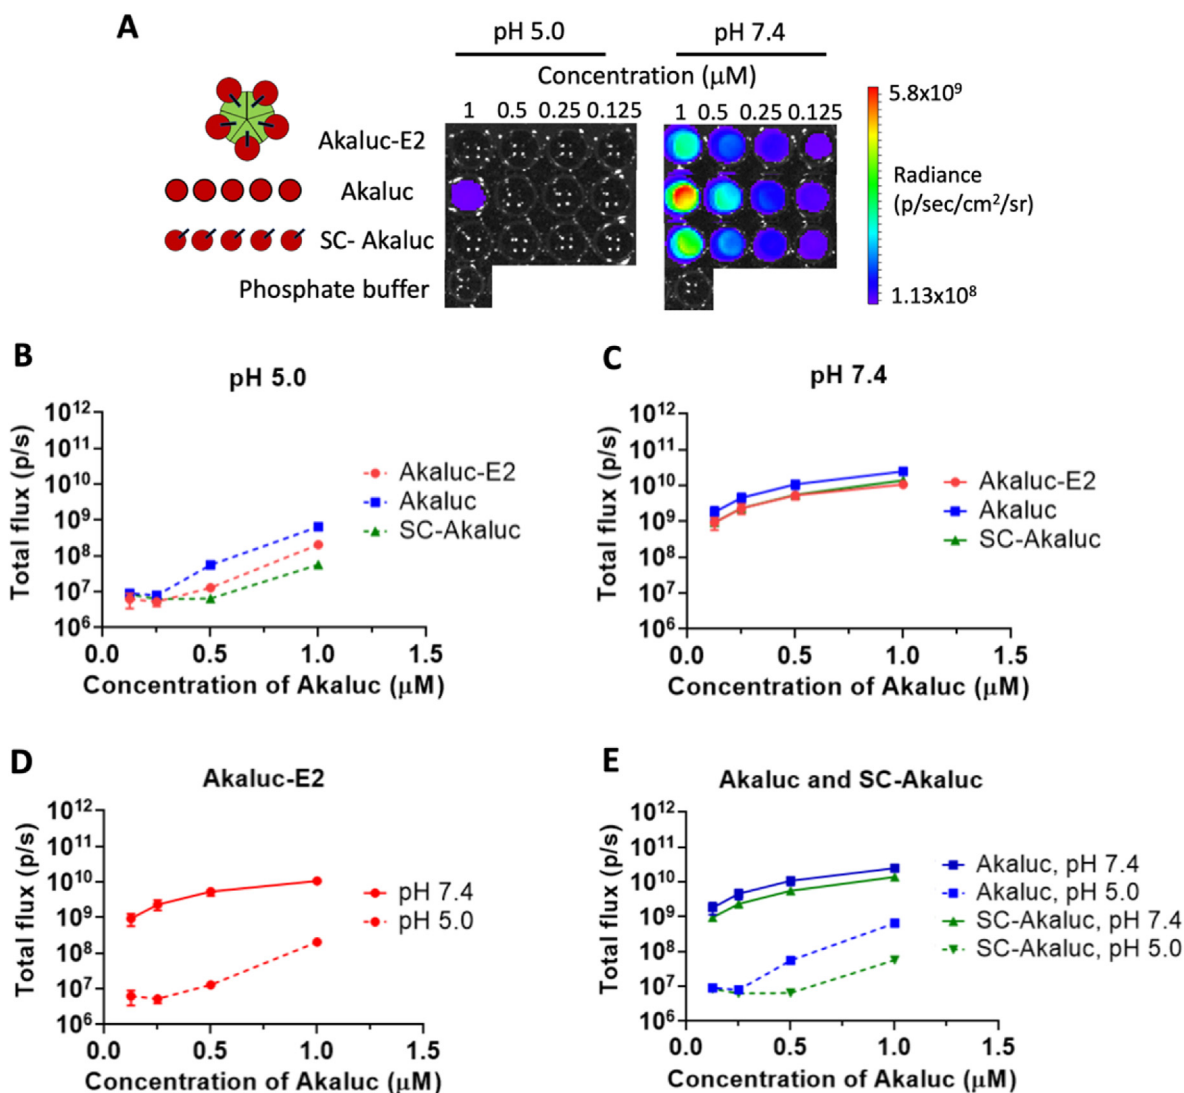 A
pH 5.0
pH 7.4
Concentration (μM)
1 0.5 0.25 0.125
1 0.5 0.25 0.125
Akaluc-E2
Akaluc
SC- Akaluc
Phosphate buffer
5.8x10⁹
Radiance
(p/sec/cm²/sr)
1.13x10⁸
B
pH 5.0
Total flux (p/s)
10¹²
10¹¹
10¹⁰
10⁹
10⁸
10⁷
10⁶
0.0 0.5 1.0 1.5
Concentration of Akaluc (μM)
Akaluc-E2
Akaluc
SC-Akaluc
C
pH 7.4
Total flux (p/s)
10¹²
10¹¹
10¹⁰
10⁹
10⁸
10⁷
10⁶
0.0 0.5 1.0 1.5
Concentration of Akaluc (μM)
Akaluc-E2
Akaluc
SC-Akaluc
D
Akaluc-E2
Total flux (p/s)
10¹²
10¹¹
10¹⁰
10⁹
10⁸
10⁷
10⁶
0.0 0.5 1.0 1.5
Concentration of Akaluc (μM)
pH 7.4
pH 5.0
E
Akaluc and SC-Akaluc
Total flux (p/s)
10¹²
10¹¹
10¹⁰
10⁹
10⁸
10⁷
10⁶
0.0 0.5 1.0 1.5
Concentration of Akaluc (μM)
Akaluc, pH 7.4
Akaluc, pH 5.0
SC-Akaluc, pH 7.4
SC-Akaluc, pH 5.0